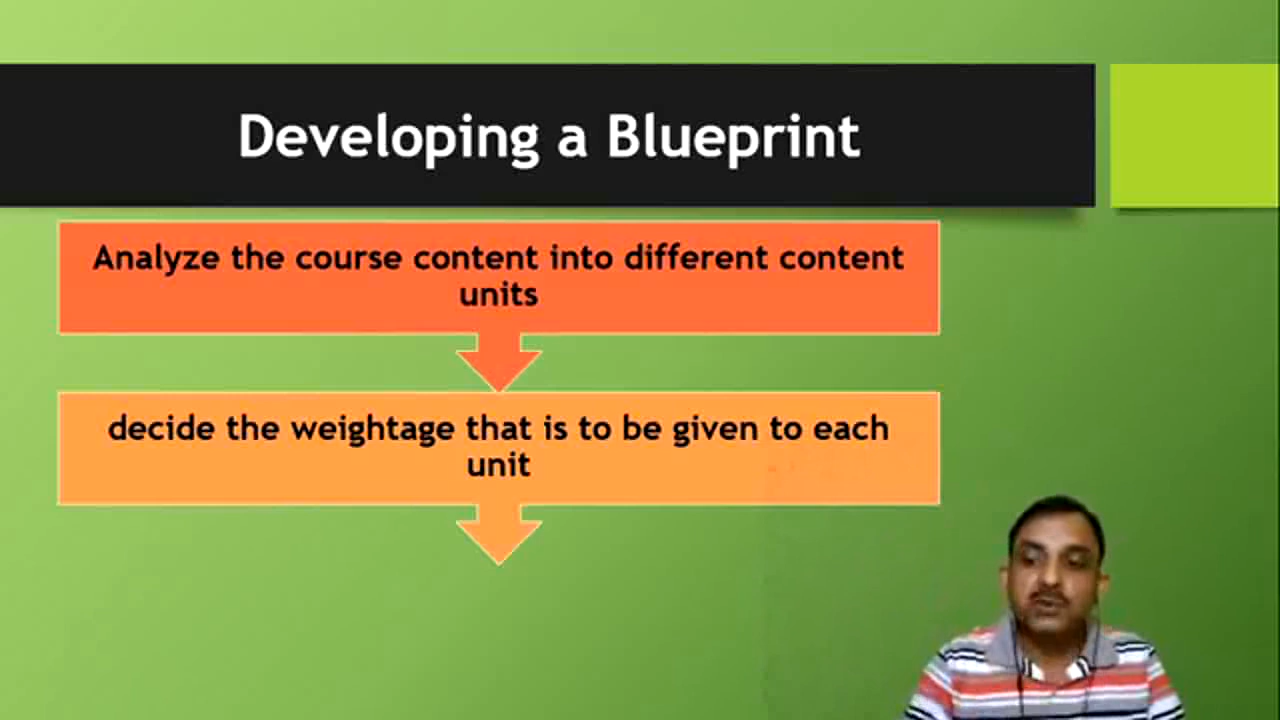 Developing a Blueprint
Analyze the course content into different content
units
decide the weightage that is to be given to each
unit